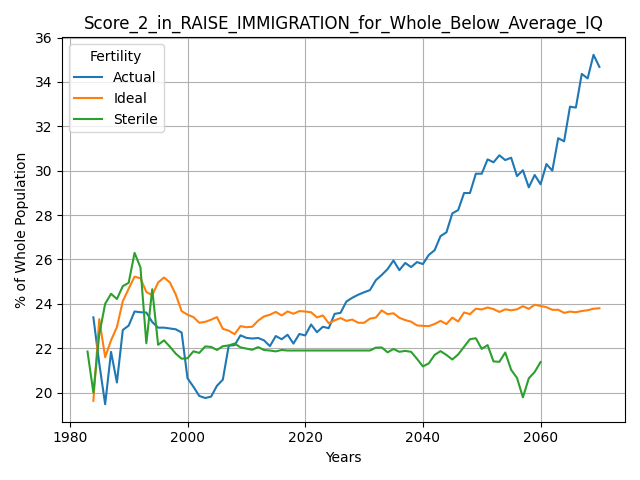 Score_2_in_RAISE_IMMIGRATION_for_Whole_Below_Average_IQ
36
34
32
30
28
26
24
22
20
% of Whole Population
Fertility
Actual
Ideal
Sterile
1980
2000
2020
2040
2060
Years